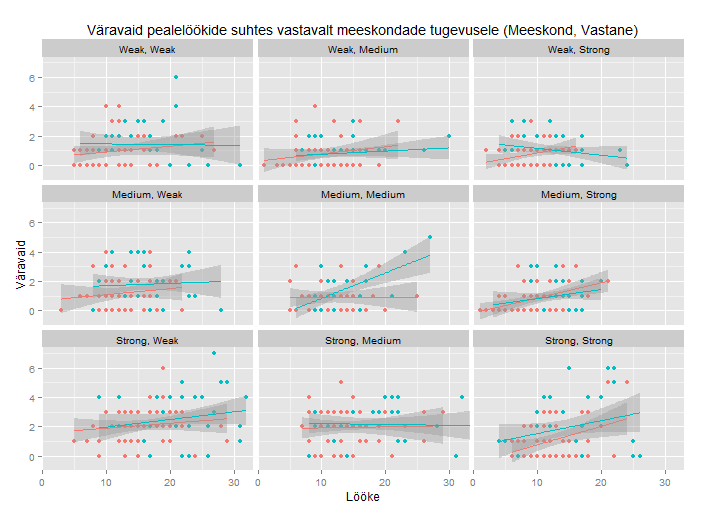 Väravaid pealelöökide suhtes vastavalt meeskondade tugevusele (Meeskond, Vastane)
Weak, Weak
Weak, Medium
Weak, Strong
6
4
2
0
Medium, Weak
Medium, Medium
Medium, Strong
6
4
2
0
Strong, Weak
Strong, Medium
Strong, Strong
6
4
2
0
0 10 20 30 0 10 20 30 0 10 20 30
Lööke
Väravaid